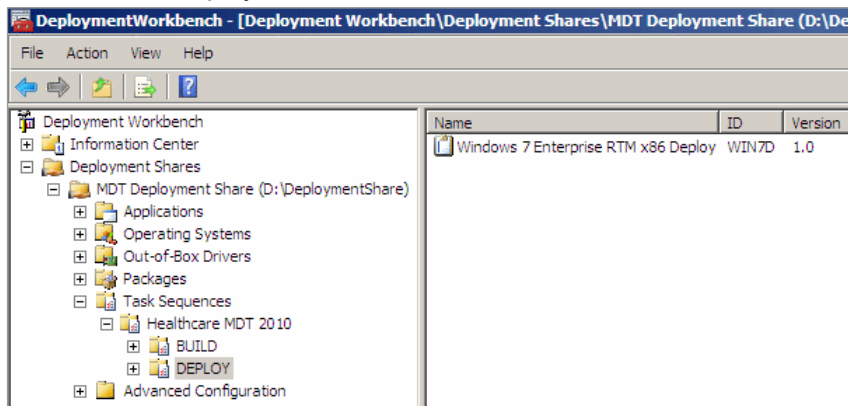 DeploymentWorkbench - [Deployment Workbench\Deployment Shares\MDT Deployment Share (D:\De
File Action View Help
Deployment Workbench
Information Center
Deployment Shares
MDT Deployment Share (D:\DeploymentShare)
Applications
Operating Systems
Out-of-Box Drivers
Packages
Task Sequences
Healthcare MDT 2010
BUILD
DEPLOY
Advanced Configuration
Name ID Version
Windows 7 Enterprise RTM x86 Deploy WIN7D 1.0